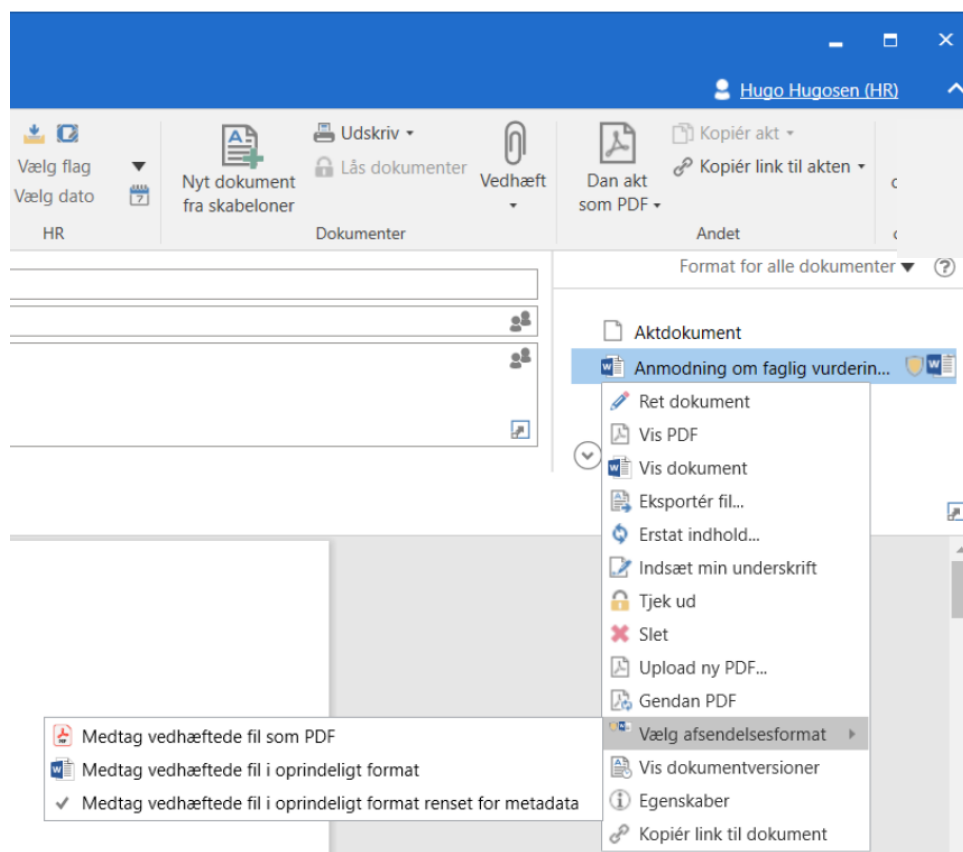 Hugo Hugosen (HR)
Vælg flag
Vælg dato
7
HR
Nyt dokument
fra skabeloner
Udskriv
Lås dokumenter
Vedhæft
Dokumenter
Dan akt
som PDF
Kopiér akt
Kopiér link til akten
Andet
Format for alle dokumenter
?
Aktdokument
Anmodning om faglig vurderin...
Ret dokument
Vis PDF
Vis dokument
Eksportér fil...
Erstat indhold...
Indsæt min underskrift
Tjek ud
Slet
Upload ny PDF...
Gendan PDF
Vælg afsendelsesformat
Medtag vedhæftede fil som PDF
Medtag vedhæftede fil i oprindeligt format
Medtag vedhæftede fil i oprindeligt format renset for metadata
Vis dokumentversioner
Egenskaber
Kopiér link til dokument